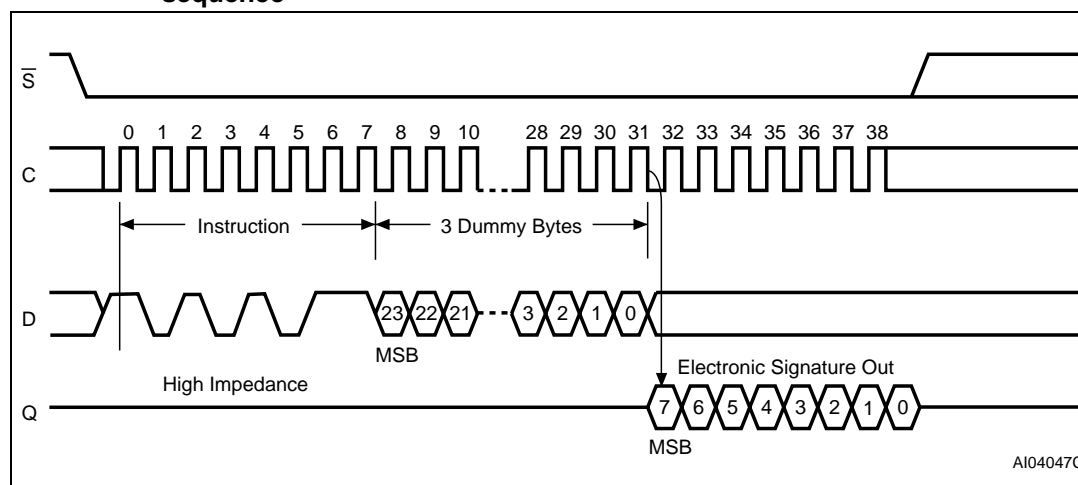 sequence
S
0 1 2 3 4 5 6 7 8 9 10 28 29 30 31 32 33 34 35 36 37 38
C
Instruction 3 Dummy Bytes
D 23 22 21 3 2 1 0
MSB
High Impedance Electronic Signature Out
Q 7 6 5 4 3 2 1 0
MSB